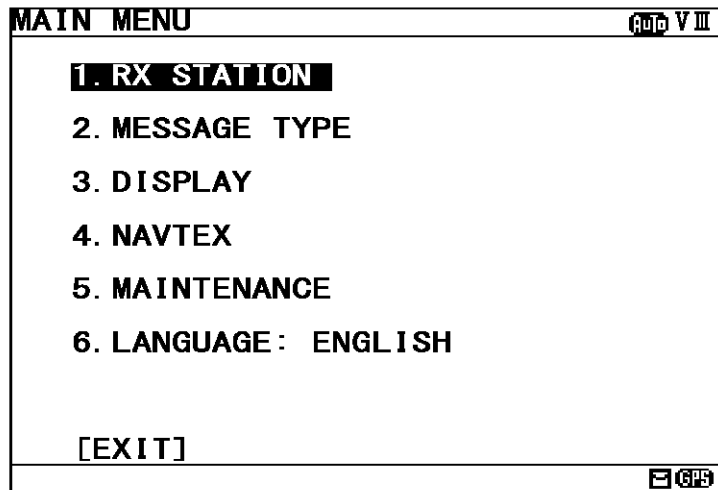 MAIN MENU Auto V Ⅲ
1. RX STATION
2. MESSAGE TYPE
3. DISPLAY
4. NAVTEX
5. MAINTENANCE
6. LANGUAGE: ENGLISH
[EXIT]
GPS